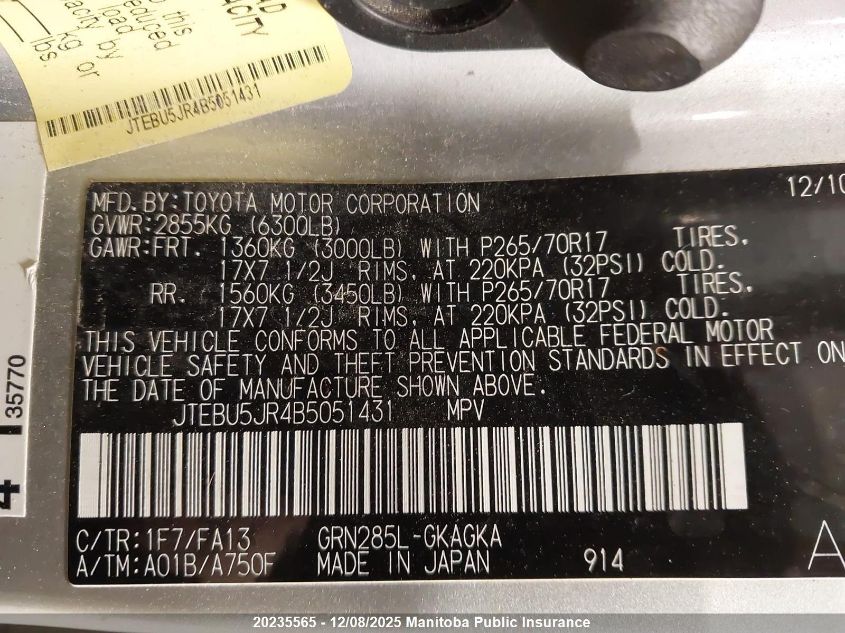 this
reduced
load
ACITY
acity by
kg or
lbs.
JTEBU5JR4B5051431
35770
4
MFD.BY:TOYOTA MOTOR CORPORATION 12/10
GVWR:2855KG (6300LB)
GAWR:FRT. 1360KG (3000LB) WITH P265/70R17 TIRES,
17X7 1/2J RIMS, AT 220KPA (32PSI) COLD.
RR. 1560KG (3450LB) WITH P265/70R17 TIRES,
17X7 1/2J RIMS, AT 220KPA (32PSI) COLD.
THIS VEHICLE CONFORMS TO ALL APPLICABLE FEDERAL MOTOR
VEHICLE SAFETY AND THEFT PREVENTION STANDARDS IN EFFECT ON
THE DATE OF MANUFACTURE SHOWN ABOVE.
JTEBU5JR4B5051431 MPV
C/TR:1F7/FA13 GRN285L-GKAGKA
A/TM:A01B/A750F MADE IN JAPAN 914 A
20235565 - 12/08/2025 Manitoba Public Insurance